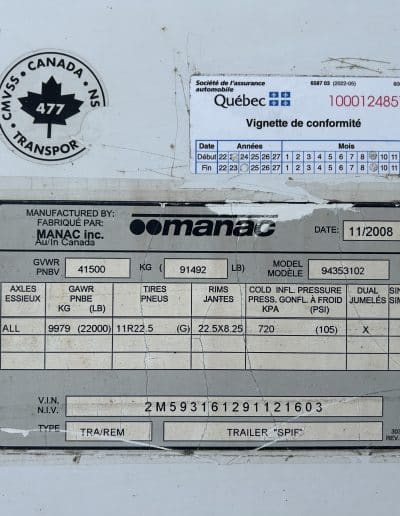 CMVSS · CANADA · NS
477
TRANSPOR
Société de l'assurance
automobile
Québec
6587 03 (2022-05)
100012485
Vignette de conformité
Date Années Mois
Début 22 24 25 26 27 1 2 3 4 5 6 7 8 10 11
Fin 22 23 25 26 27 1 2 3 4 5 6 7 8 10 11
MANUFACTURED BY:
FABRIQUÉ PAR:
MANAC inc.
Au/In Canada
manac
DATE: 11/2008
GVWR
PNBV
41500 KG ( 91492 LB)
MODEL
MODÈLE
94353102
AXLES
ESSIEUX
GAWR
PNBE
KG (LB)
TIRES
PNEUS
RIMS
JANTES
COLD INFL. PRESSURE
PRESS. GONFL. À FROID
KPA (PSI)
DUAL
JUMELÉS
ALL 9979 (22000) 11R22.5 (G) 22.5X8.25 720 (105) X
V.I.N.
N.I.V.
2M593161291121603
TYPE TRA/REM TRAILER "SPIF"